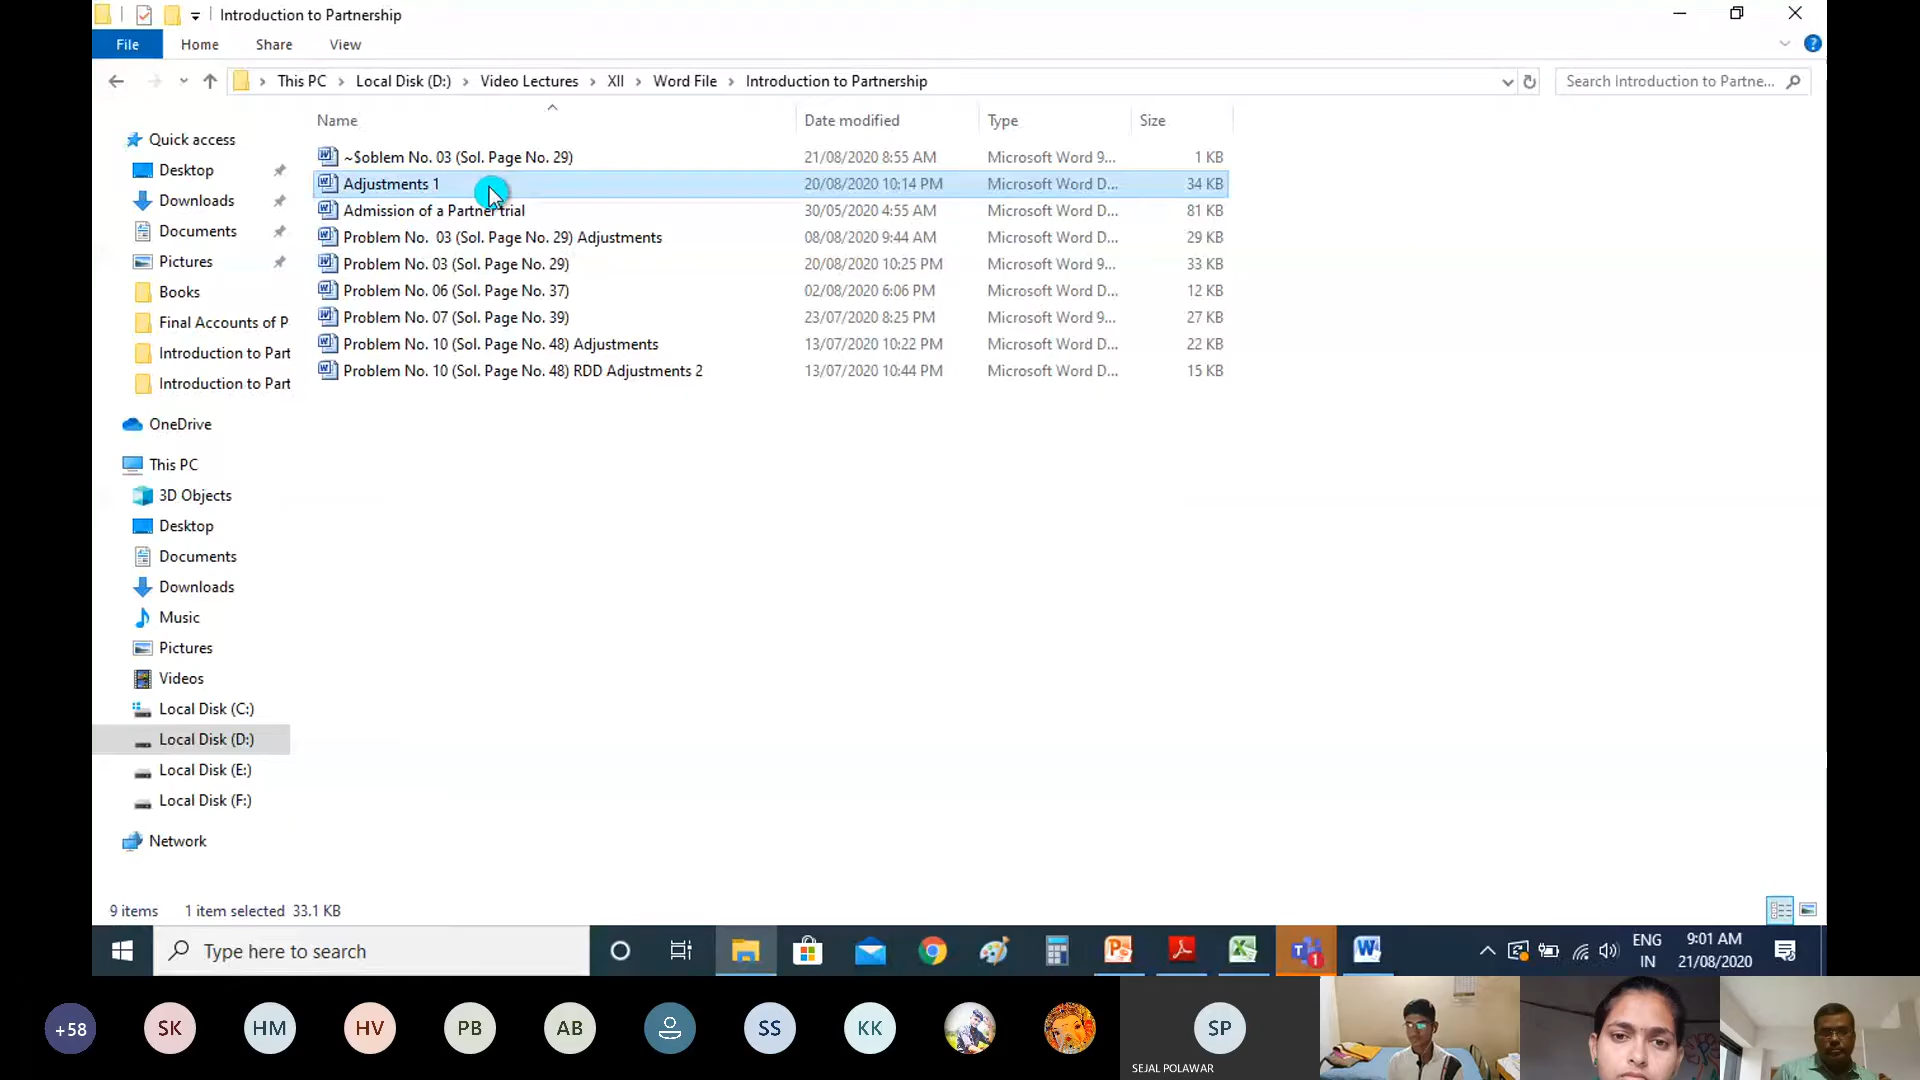 Introduction to Partnership
File Home Share View
This PC Local Disk (D:) Video Lectures XII Word File Introduction to Partnership
Search Introduction to Partne...
Name Date modified Type Size
~$oblem No. 03 (Sol. Page No. 29) 21/08/2020 8:55 AM Microsoft Word 9... 1 KB
Adjustments 1 20/08/2020 10:14 PM Microsoft Word D... 34 KB
Admission of a Partner trial 30/05/2020 4:55 AM Microsoft Word D... 81 KB
Problem No.  03 (Sol. Page No. 29) Adjustments 08/08/2020 9:44 AM Microsoft Word D... 29 KB
Problem No. 03 (Sol. Page No. 29) 20/08/2020 10:25 PM Microsoft Word 9... 33 KB
Problem No. 06 (Sol. Page No. 37) 02/08/2020 6:06 PM Microsoft Word D... 12 KB
Problem No. 07 (Sol. Page No. 39) 23/07/2020 8:25 PM Microsoft Word 9... 27 KB
Problem No. 10 (Sol. Page No. 48) Adjustments 13/07/2020 10:22 PM Microsoft Word D... 22 KB
Problem No. 10 (Sol. Page No. 48) RDD Adjustments 2 13/07/2020 10:44 PM Microsoft Word D... 15 KB
Quick access
Desktop
Downloads
Documents
Pictures
Books
Final Accounts of P
Introduction to Part
Introduction to Part
OneDrive
This PC
3D Objects
Desktop
Documents
Downloads
Music
Pictures
Videos
Local Disk (C:)
Local Disk (D:)
Local Disk (E:)
Local Disk (F:)
Network
9 items 1 item selected 33.1 KB
Type here to search
1
ENG
IN
9:01 AM
21/08/2020
+58 SK HM HV PB AB SS KK SP
SEJAL POLAWAR